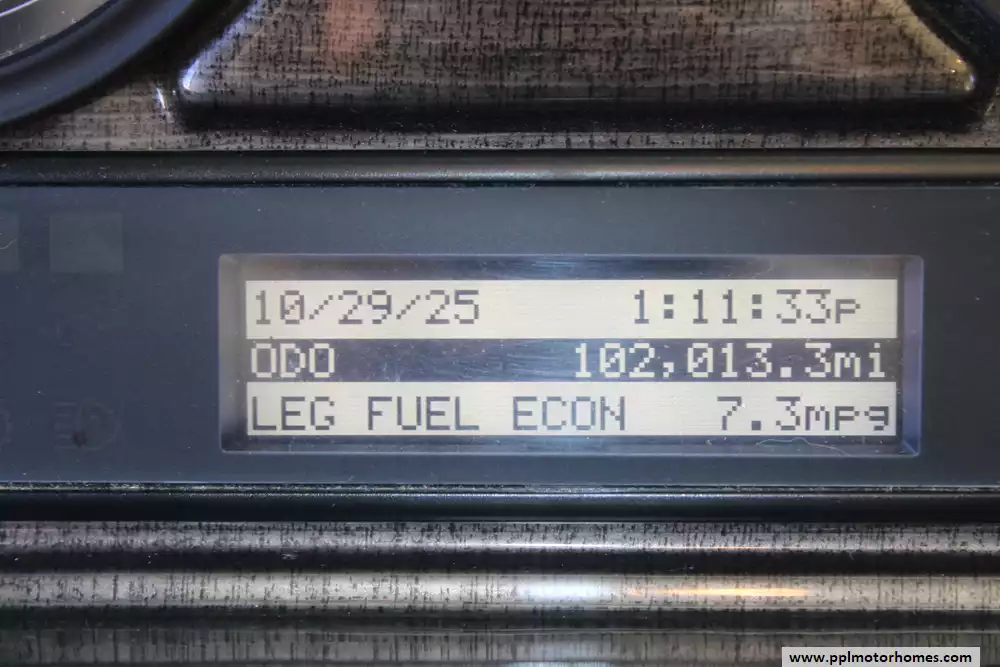 10/29/25 1:11:33p
ODO 102,013.3mi
LEG FUEL ECON 7.3mpg
www.pplmotorhomes.com